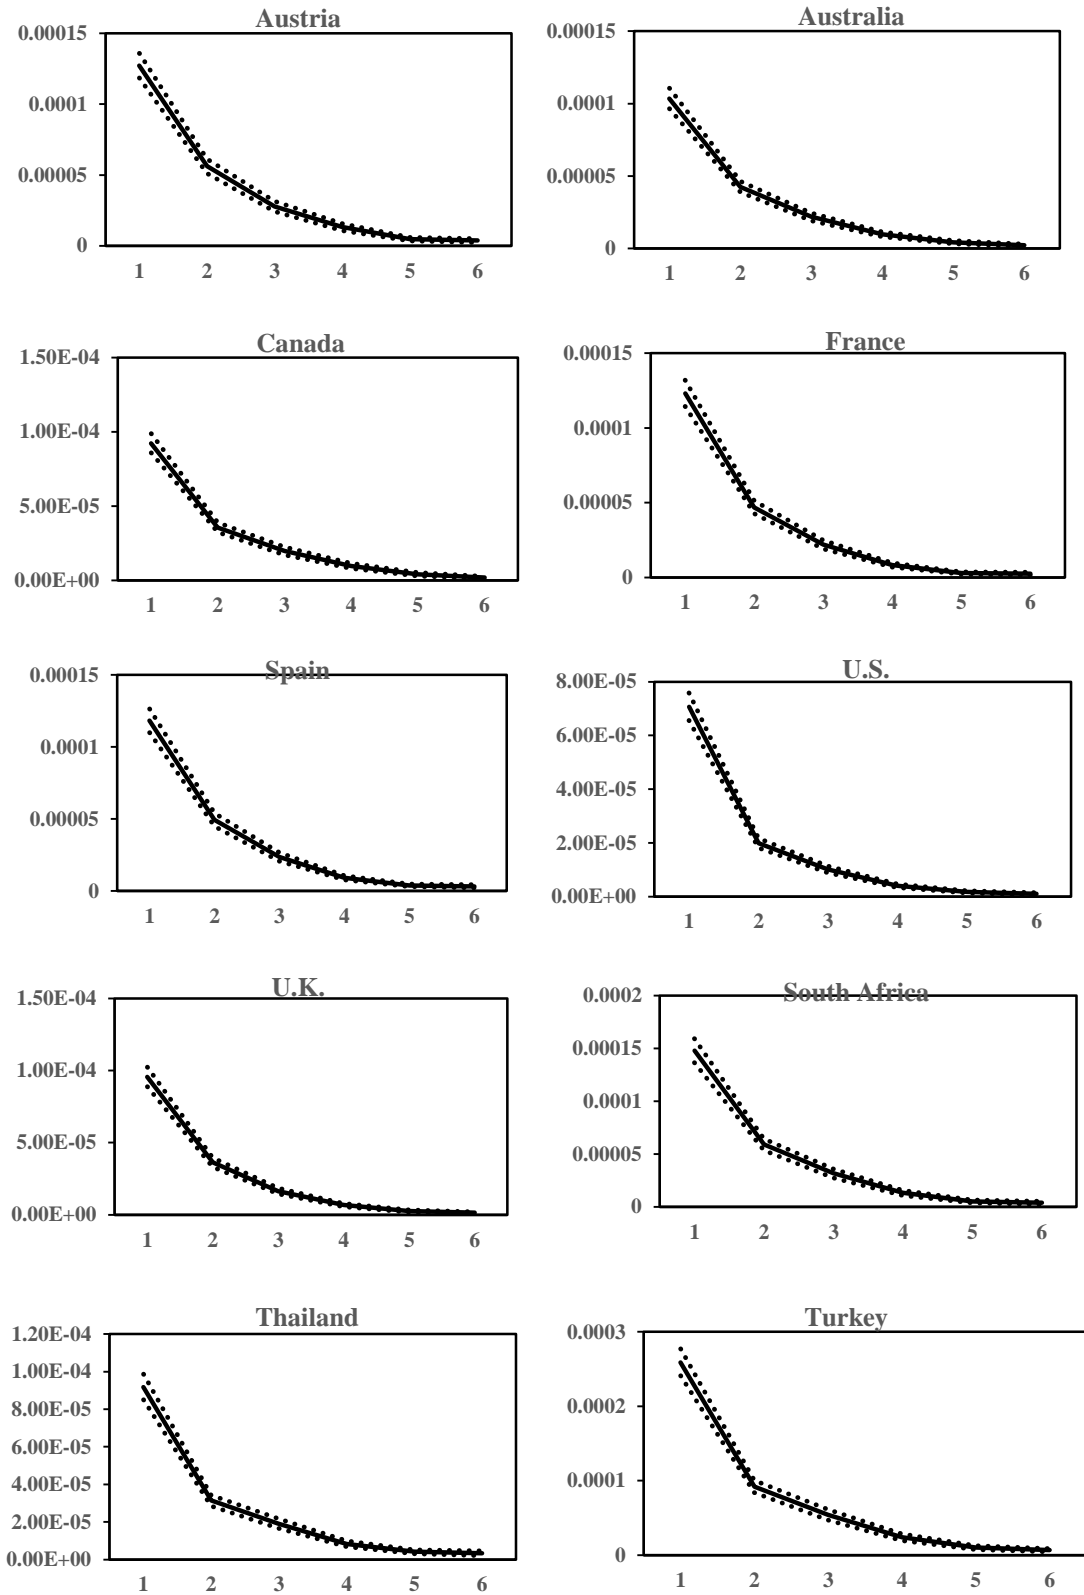 Austria
0.00015
0.0001
0.00005
0
1 2 3 4 5 6
Australia
0.00015
0.0001
0.00005
0
1 2 3 4 5 6
Canada
1.50E-04
1.00E-04
5.00E-05
0.00E+00
1 2 3 4 5 6
France
0.00015
0.0001
0.00005
0
1 2 3 4 5 6
Spain
0.00015
0.0001
0.00005
0
1 2 3 4 5 6
U.S.
8.00E-05
6.00E-05
4.00E-05
2.00E-05
0.00E+00
1 2 3 4 5 6
U.K.
1.50E-04
1.00E-04
5.00E-05
0.00E+00
1 2 3 4 5 6
South Africa
0.0002
0.00015
0.0001
0.00005
0
1 2 3 4 5 6
Thailand
1.20E-04
1.00E-04
8.00E-05
6.00E-05
4.00E-05
2.00E-05
0.00E+00
1 2 3 4 5 6
Turkey
0.0003
0.0002
0.0001
0
1 2 3 4 5 6